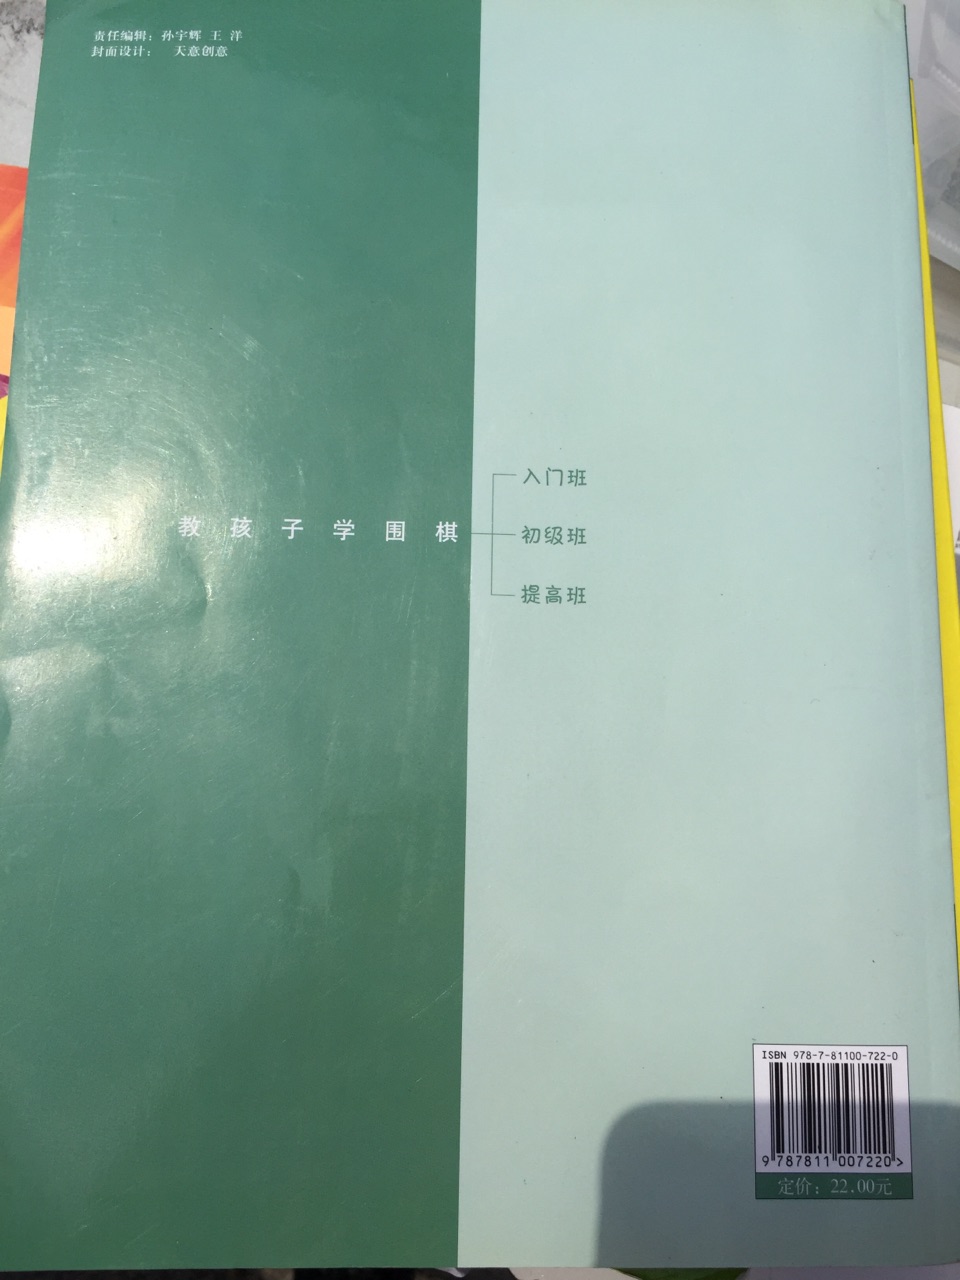 责任编辑：孙宇辉 王 洋
封面设计： 天意创意
教孩子学围棋
入门班
初级班
提高班
ISBN 978-7-81100-722-0
9 787811 007220 >
定价：22.00元